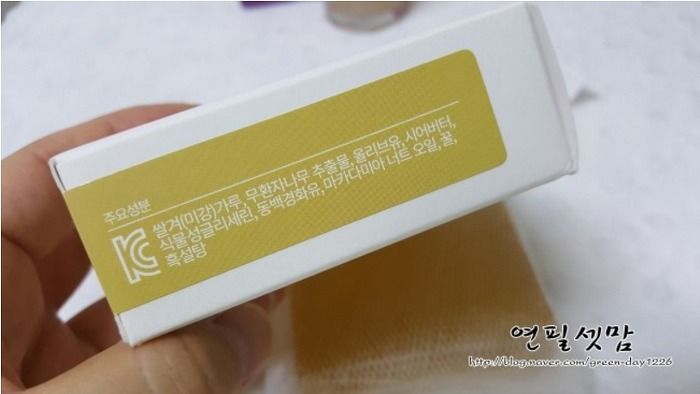 주요성분
쌀겨(미강)가루, 무환자나무 추출물, 올리브유, 시어버터,
식물성글리세린, 동백경화유, 마카다미아 너트 오일, 꿀,
흑설탕
연필셋맘
http://blog.naver.com/green-day1226